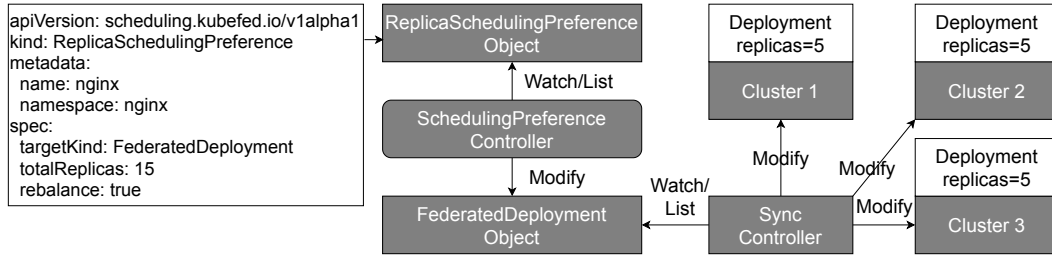 apiVersion: scheduling.kubefed.io/v1alpha1
kind: ReplicaSchedulingPreference
metadata:
  name: nginx
  namespace: nginx
spec:
  targetKind: FederatedDeployment
  totalReplicas: 15
  rebalance: true
ReplicaSchedulingPreference
Object
Watch/List
SchedulingPreference
Controller
Modify
FederatedDeployment
Object
Watch/
List
Sync
Controller
Modify
Modify
Modify
Deployment
replicas=5
Cluster 1
Deployment
replicas=5
Cluster 2
Deployment
replicas=5
Cluster 3